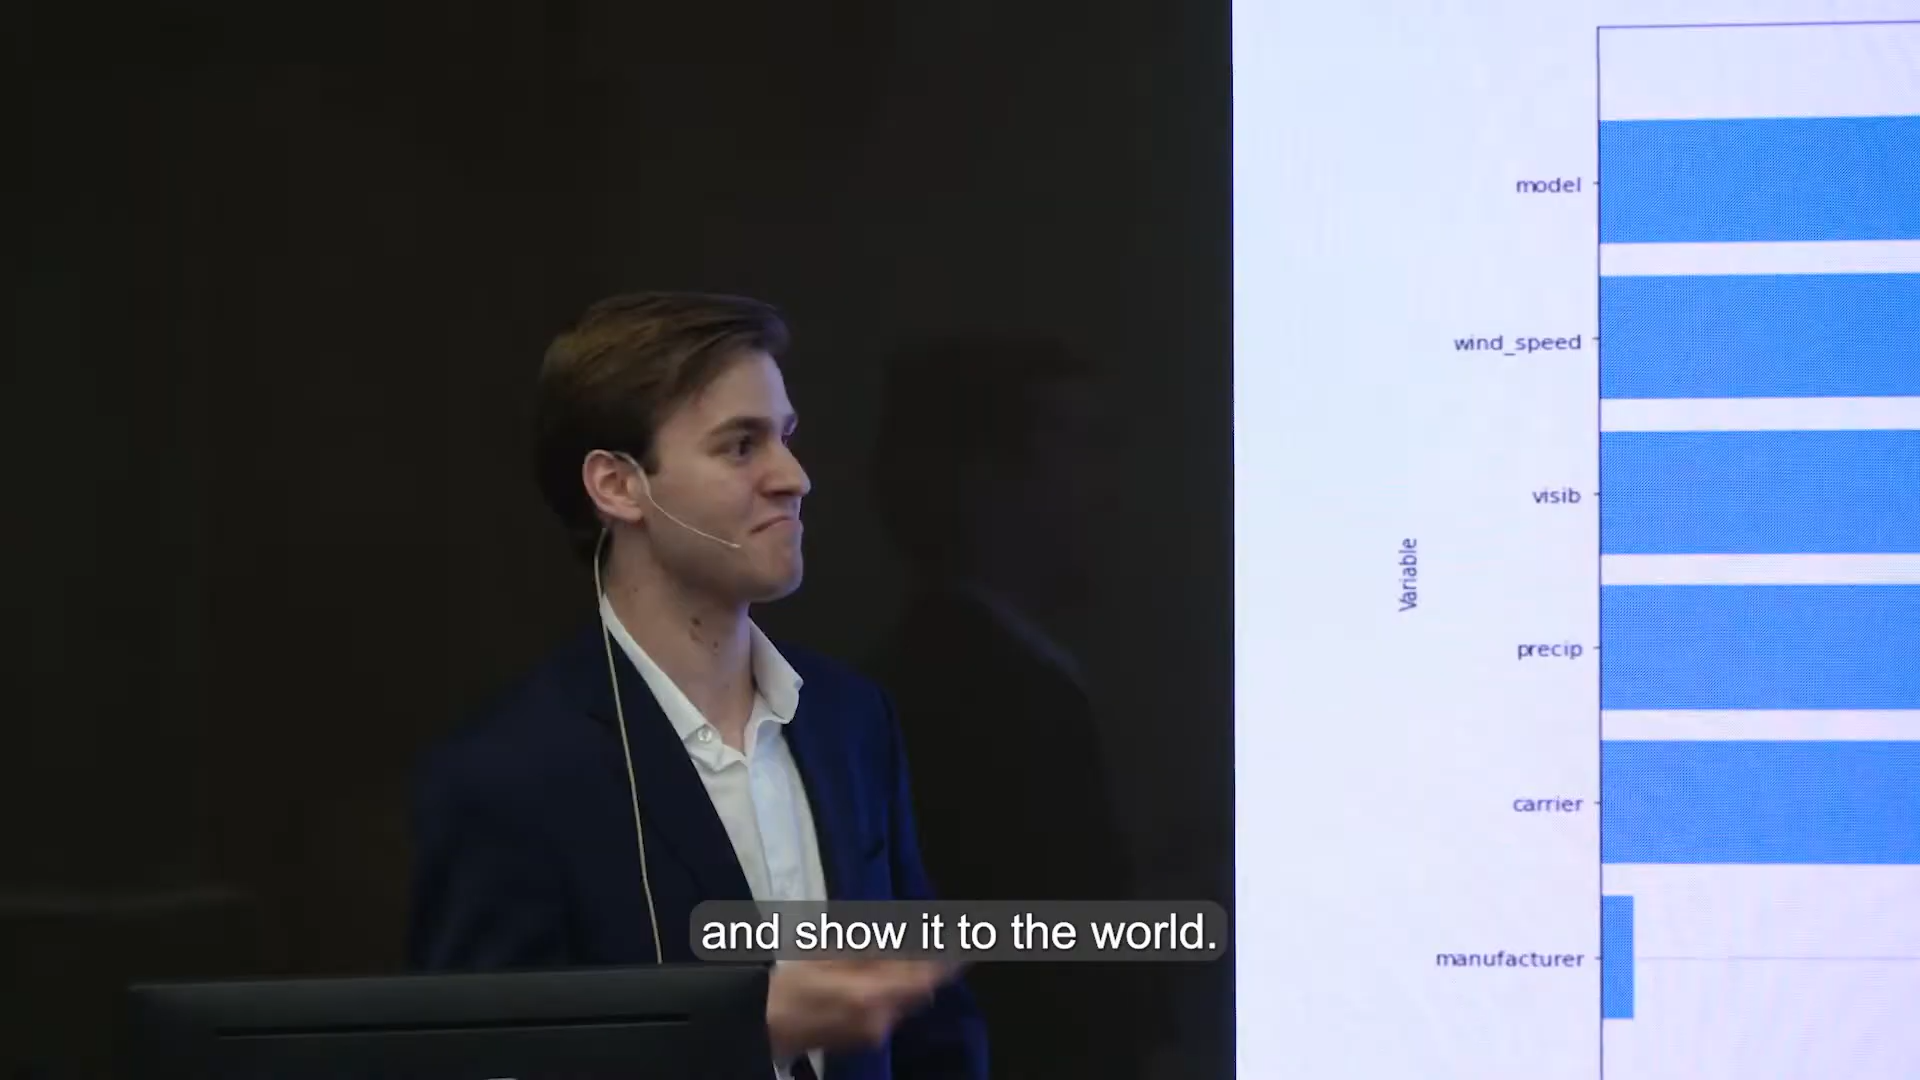 model
wind_speed
visib
Variable
precip
carrier
manufacturer
and show it to the world.